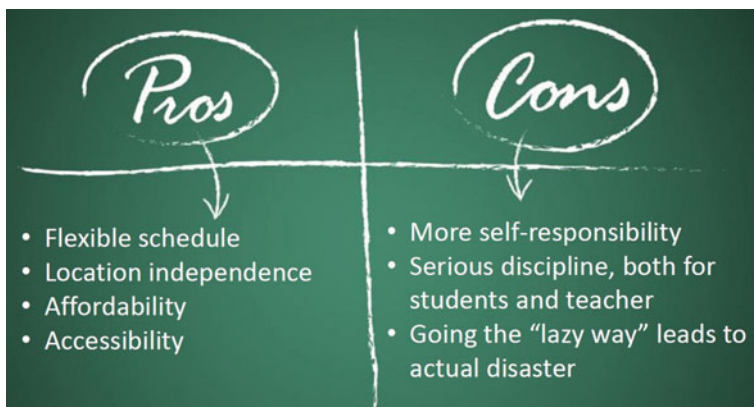 Pros
Flexible schedule
Location independence
Affordability
Accessibility
Cons
More self-responsibility
Serious discipline, both for
students and teacher
Going the “lazy way” leads to
actual disaster